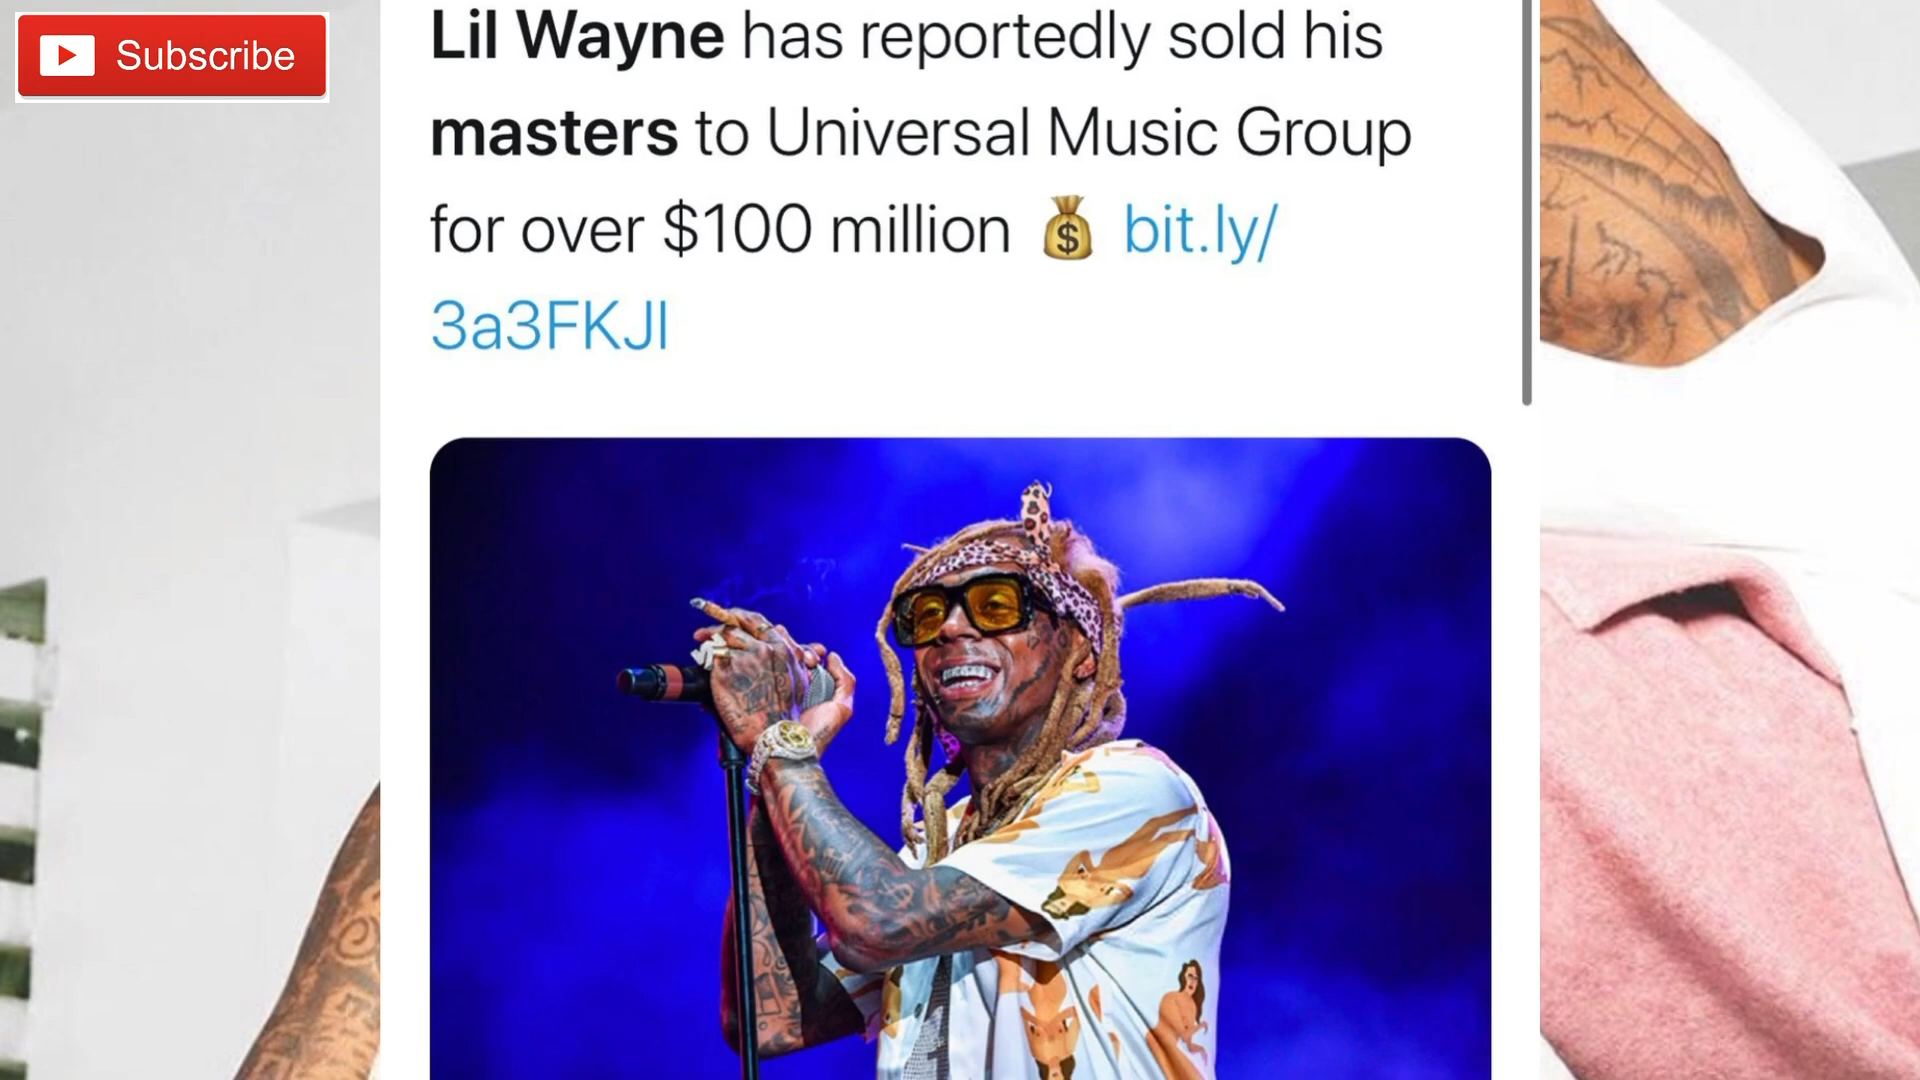 Subscribe
Lil Wayne has reportedly sold his
masters to Universal Music Group
for over $100 million 💰 bit.ly/
3a3FKJl